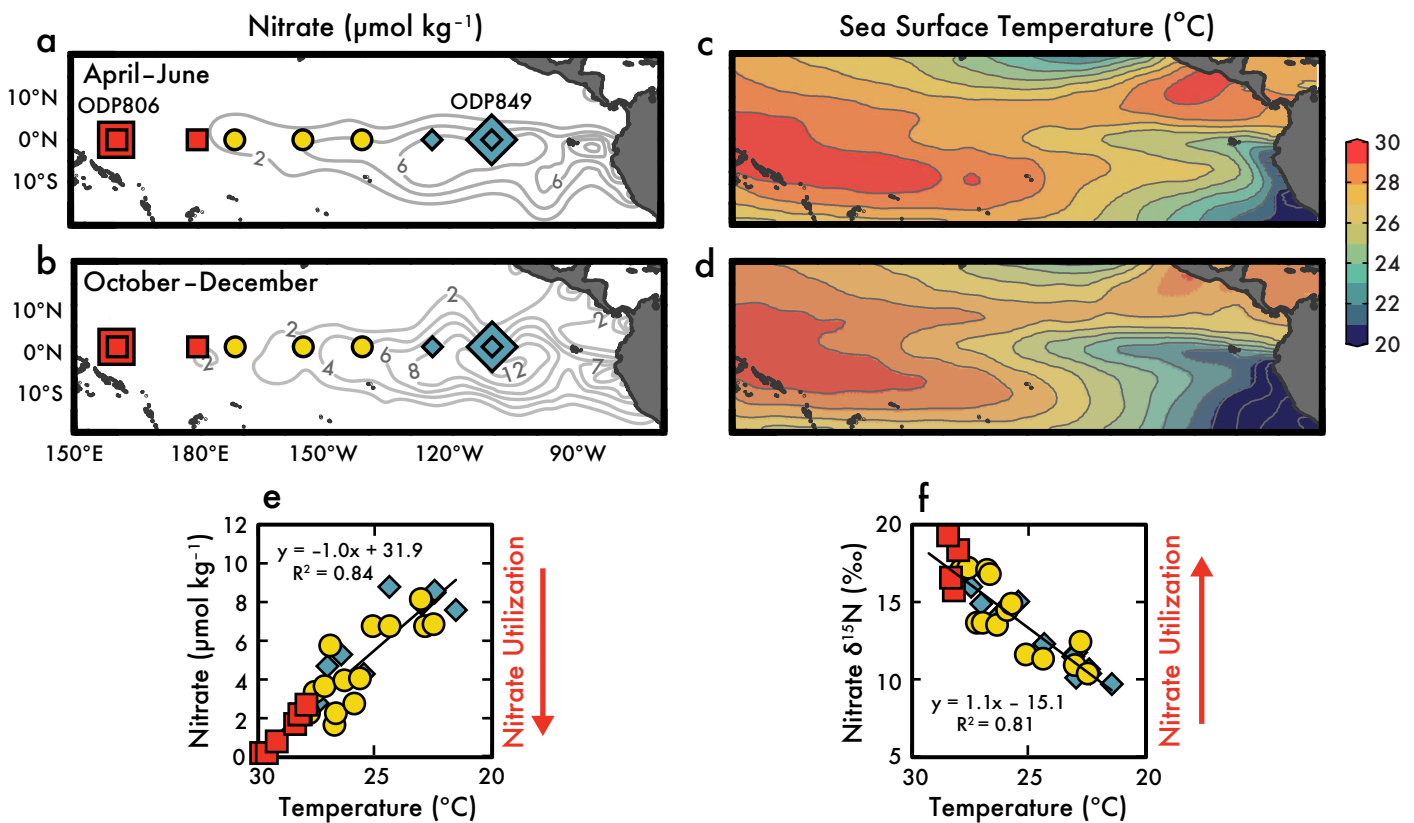 Nitrate (µmol kg⁻¹)
Sea Surface Temperature (°C)
a
April–June
ODP806
ODP849
10°N
0°N
10°S
2
6
6
c
30
28
26
24
22
20
b
October–December
10°N
0°N
10°S
2
2
2
2
4
6
8
12
7
150°E
180°E
150°W
120°W
90°W
d
e
Nitrate (µmol kg⁻¹)
12
10
8
6
4
2
0
y = –1.0x + 31.9
R² = 0.84
30
25
20
Temperature (°C)
Nitrate Utilization
f
Nitrate δ¹⁵N (‰)
20
15
10
5
y = 1.1x – 15.1
R² = 0.81
30
25
20
Temperature (°C)
Nitrate Utilization